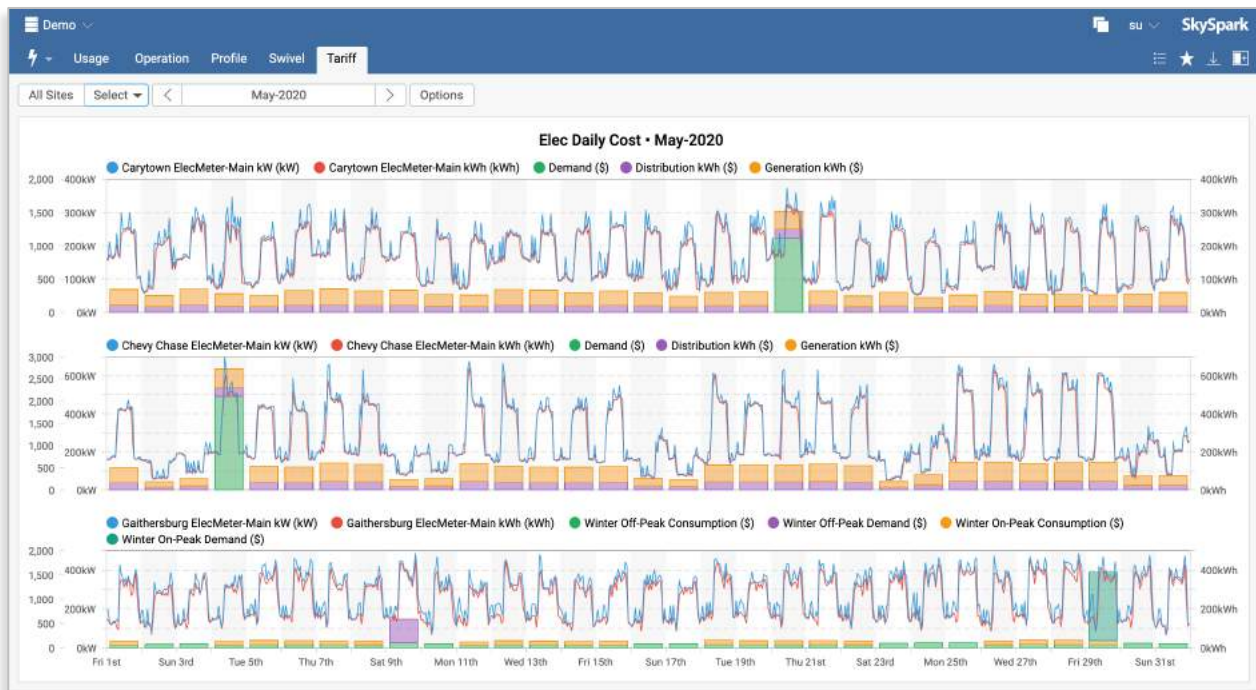 Demo su SkySpark
Usage Operation Profile Swivel Tariff
All Sites Select May-2020 Options
Elec Daily Cost • May-2020
Carytown ElecMeter-Main kW (kW) Carytown ElecMeter-Main kWh (kWh) Demand ($) Distribution kWh ($) Generation kWh ($)
2,000 400kW 400kWh
1,500 300kW 300kWh
1,000 200kW 200kWh
500 100kW 100kWh
0 0kW 0kWh
Chevy Chase ElecMeter-Main kW (kW) Chevy Chase ElecMeter-Main kWh (kWh) Demand ($) Distribution kWh ($) Generation kWh ($)
3,000
2,500 600kW 600kWh
2,000
1,500 400kW 400kWh
1,000 200kW 200kWh
500
0 0kW 0kWh
Gaithersburg ElecMeter-Main kW (kW) Gaithersburg ElecMeter-Main kWh (kWh) Winter Off-Peak Consumption ($) Winter Off-Peak Demand ($) Winter On-Peak Consumption ($)
Winter On-Peak Demand ($)
2,000
1,500 400kW 400kWh
1,000 200kW 200kWh
500
0 0kW 0kWh
Fri 1st Sun 3rd Tue 5th Thu 7th Sat 9th Mon 11th Wed 13th Fri 15th Sun 17th Tue 19th Thu 21st Sat 23rd Mon 25th Wed 27th Fri 29th Sun 31st